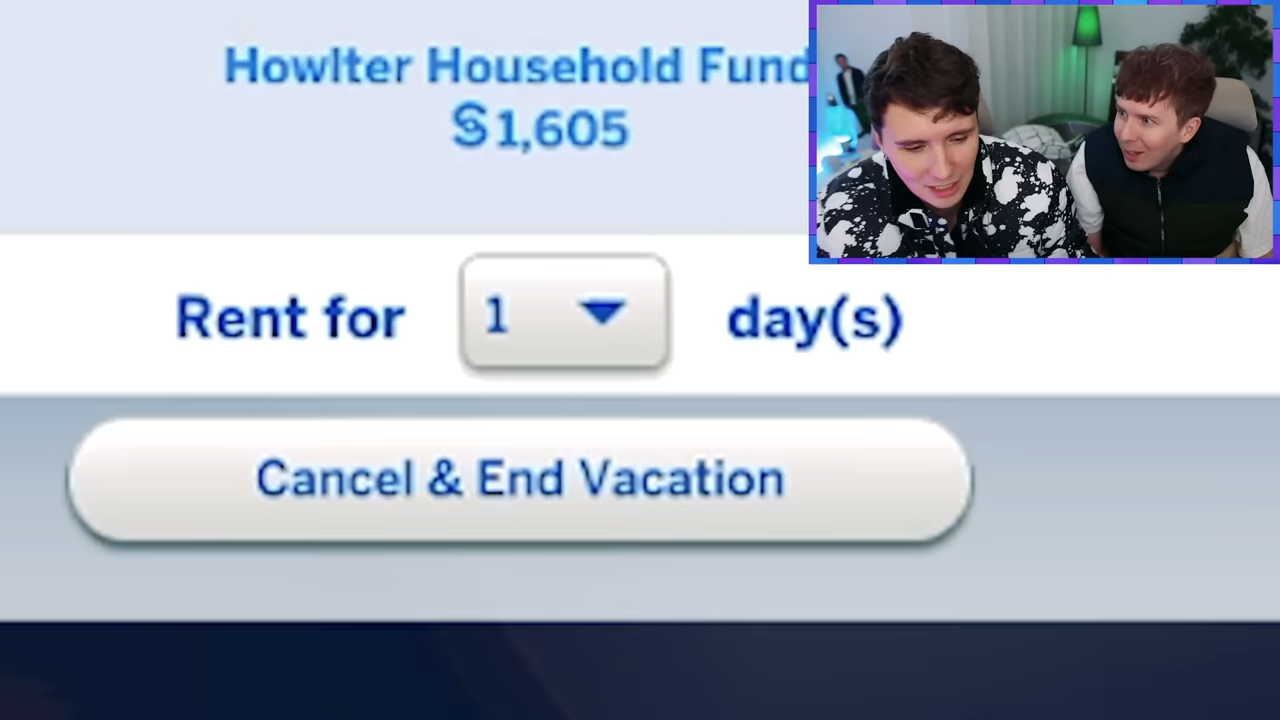 Howlter Household Fund
§1,605
Rent for 1 day(s)
Cancel & End Vacation